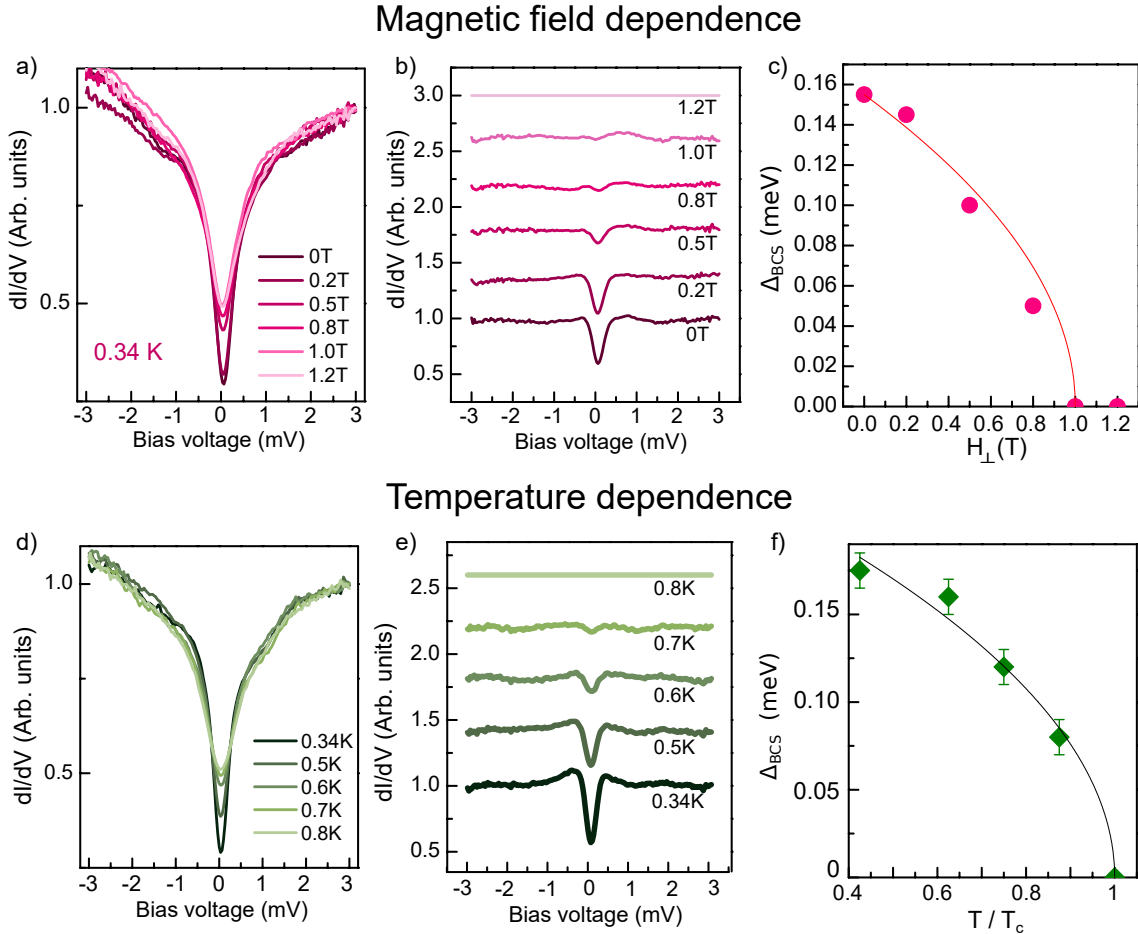 Magnetic field dependence
a)
dI/dV (Arb. units)
1.0
0.5
0T
0.2T
0.5T
0.8T
1.0T
1.2T
0.34 K
-3 -2 -1 0 1 2 3
Bias voltage (mV)
b)
dI/dV (Arb. units)
3.0
2.5
2.0
1.5
1.0
0.5
1.2T
1.0T
0.8T
0.5T
0.2T
0T
-3 -2 -1 0 1 2 3
Bias voltage (mV)
c)
Δ_BCS (meV)
0.16
0.14
0.12
0.10
0.08
0.06
0.04
0.02
0.00
0.0 0.2 0.4 0.6 0.8 1.0 1.2
H⊥(T)
Temperature dependence
d)
dI/dV (Arb. units)
1.0
0.5
0.34K
0.5K
0.6K
0.7K
0.8K
-3 -2 -1 0 1 2 3
Bias voltage (mV)
e)
dI/dV (Arb. units)
2.5
2.0
1.5
1.0
0.5
0.8K
0.7K
0.6K
0.5K
0.34K
-3 -2 -1 0 1 2 3
Bias voltage (mV)
f)
Δ_BCS (meV)
0.15
0.10
0.05
0
0.4 0.6 0.8 1
T / T_c